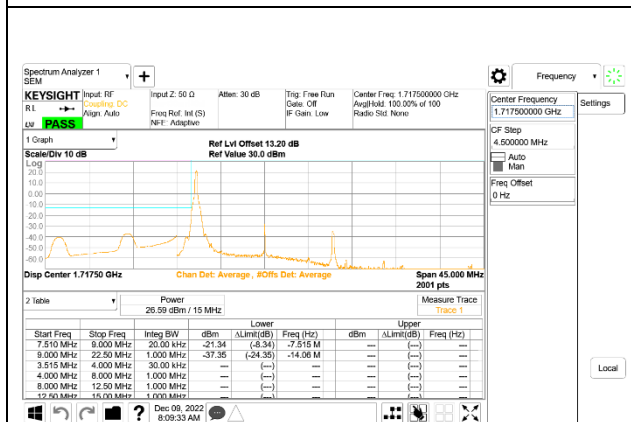 Spectrum Analyzer 1
SEM
Frequency
KEYSIGHT Input: RF Input Z: 50 Ω Atten: 30 dB Trig: Free Run Center Freq: 1.717500000 GHz
RL Coupling: DC Gate: Off Avg|Hold: 100.00% of 100
Align: Auto Freq Ref: Int (S) IF Gain: Low Radio Std: None
PASS NFE: Adaptive
1 Graph
Ref Lvl Offset 13.20 dB
Scale/Div 10 dB Ref Value 30.0 dBm
Log
20.0
10.0
0.00
-10.0
-20.0
-30.0
-40.0
-50.0
-60.0
Disp Center 1.71750 GHz Chan Det: Average , #Offs Det: Average Span 45.000 MHz
2001 pts
2 Table Power Measure Trace
26.59 dBm / 15 MHz Trace 1
Lower Upper
Start Freq Stop Freq Integ BW dBm ΔLimit(dB) Freq (Hz) dBm ΔLimit(dB) Freq (Hz)
7.510 MHz 9.000 MHz 20.00 kHz -21.34 (-8.34) -7.515 M --- (---) ---
9.000 MHz 22.50 MHz 1.000 MHz -37.35 (-24.35) -14.06 M --- (---) ---
3.515 MHz 4.000 MHz 30.00 kHz --- (---) --- --- (---) ---
4.000 MHz 8.000 MHz 1.000 MHz --- (---) --- --- (---) ---
8.000 MHz 12.50 MHz 1.000 MHz --- (---) --- --- (---) ---
12.50 MHz 15.00 MHz 1.000 MHz --- (---) --- --- (---) ---
Dec 09, 2022
8:09:33 AM
Center Frequency
1.717500000 GHz
Settings
CF Step
4.500000 MHz
Auto
Man
Freq Offset
0 Hz
Local